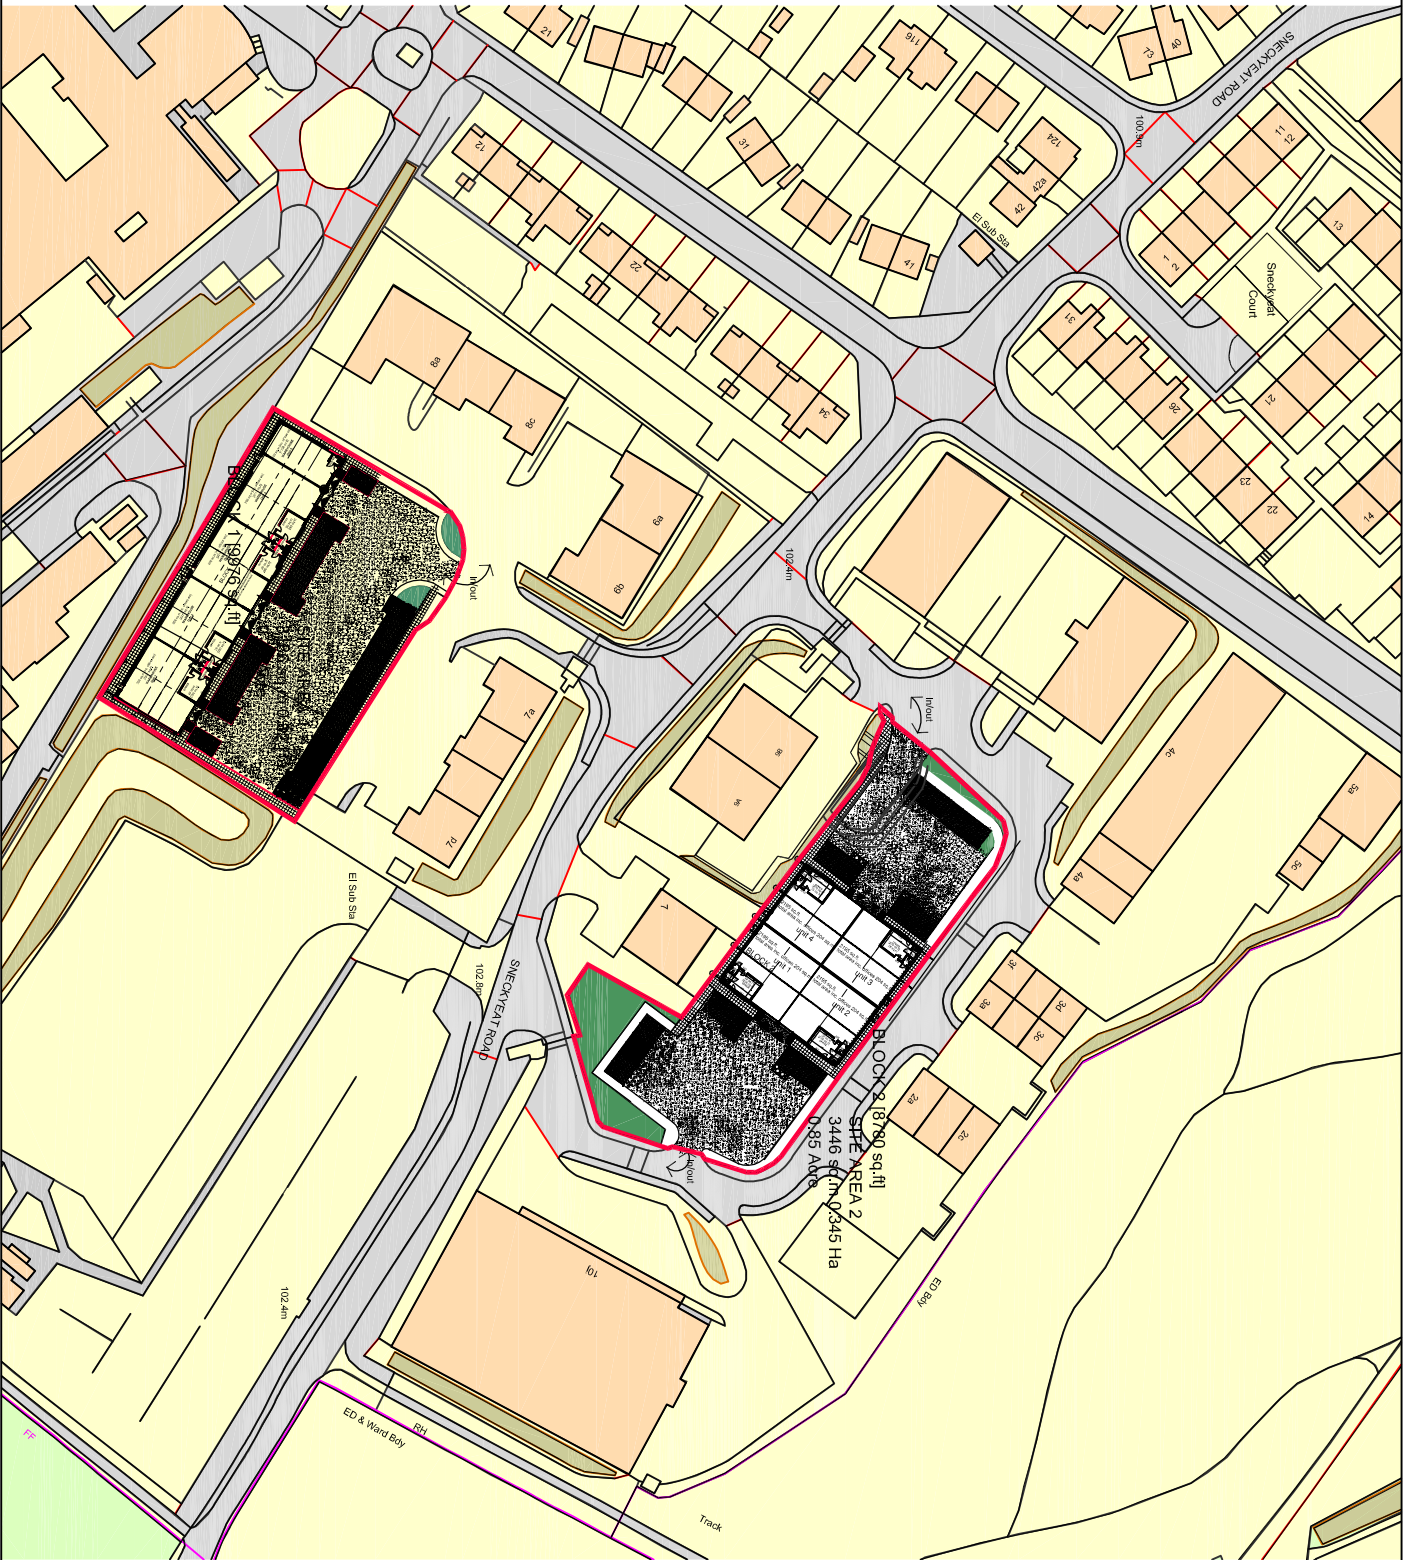 SNECKYEAT ROAD
73
40
21
116
12
31
124
42a
42
El Sub Sta
41
100.9m
11
12
13
1
2
Sneckyeat
Court
22
34
31
26
21
23
22
14
8a
8c
6a
6b
102.4m
In/out
In/out
7a
7d
El Sub Sta
9b
9a
7
4c
4a
5a
5c
3f
3a
3d
3c
2a
2c
unit 4
unit 3
unit 1
unit 2
BLOCK 2 [8780 sq.ft]
SITE AREA 2
3446 sq.m 0.345 Ha
0.85 Acre
In/out
102.8m
SNECKYEAT ROAD
10j
102.4m
ED Bdy
ED & Ward Bdy
RH
FF
Track